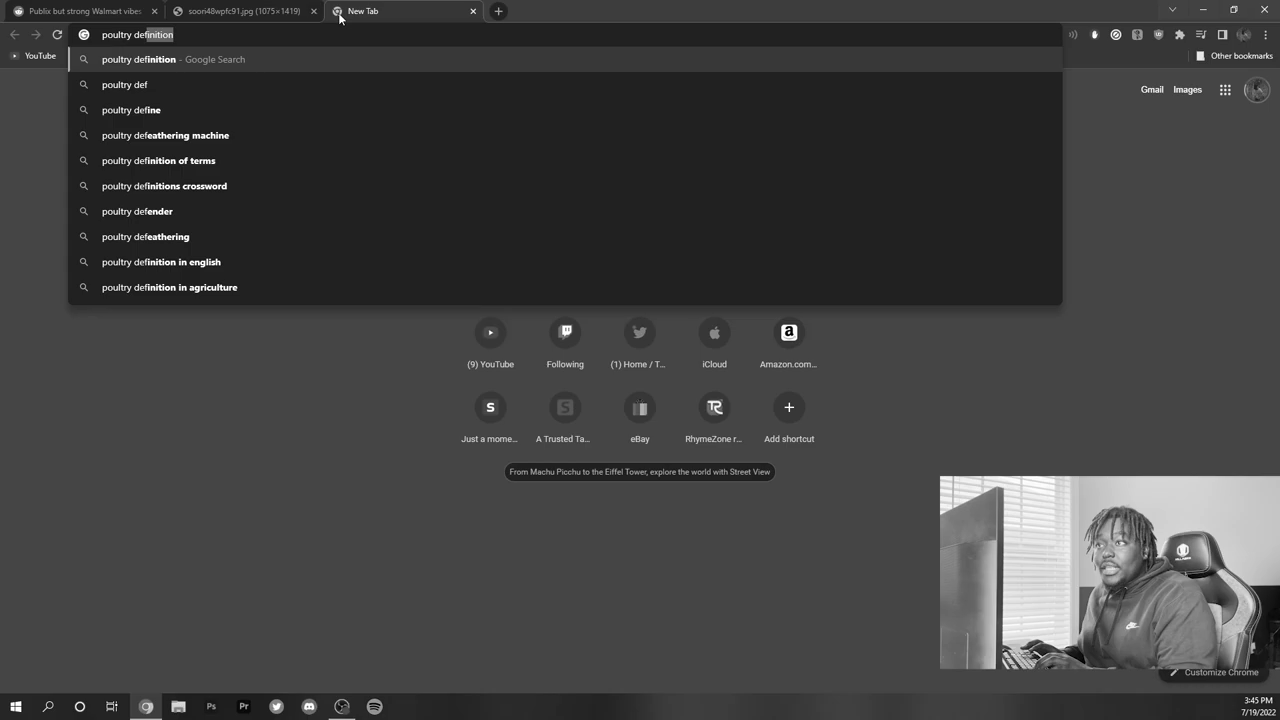 Publix but strong Walmart vibes
soori48wpfc91.jpg (1075×1419)
New Tab
poultry definition
YouTube
Other bookmarks
poultry definition - Google Search
poultry def
poultry define
poultry defeathering machine
poultry definition of terms
poultry definitions crossword
poultry defender
poultry defeathering
poultry definition in english
poultry definition in agriculture
Gmail
Images
(9) YouTube
Following
(1) Home / T...
iCloud
Amazon.com...
Just a mome...
A Trusted Ta...
eBay
RhymeZone r...
Add shortcut
From Machu Picchu to the Eiffel Tower, explore the world with Street View
Customize Chrome
Ps
Pr
3:45 PM
7/19/2022